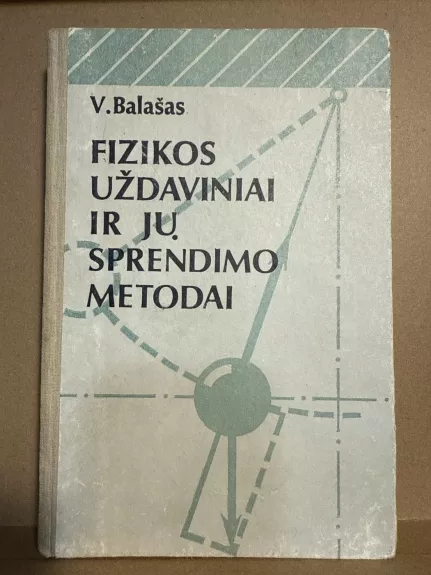 V.Balašas
FIZIKOS
UŽDAVINIAI
IR JŲ
SPRENDIMO
METODAI